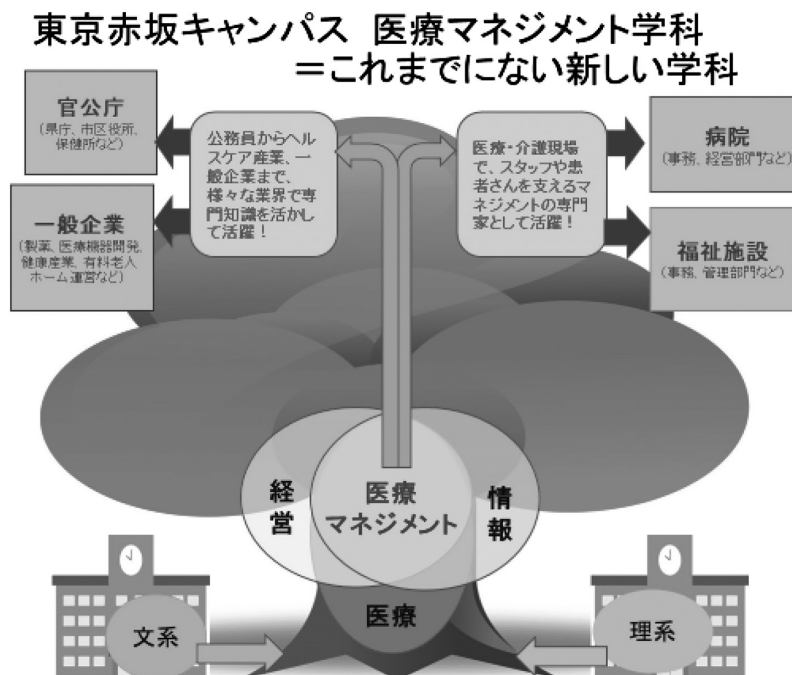 東京赤坂キャンパス 医療マネジメント学科
＝これまでにない新しい学科
官公庁
（県庁、市区役所、
保健所など）
公務員からヘル
スケア産業、一
般企業まで、
様々な業界で専
門知識を活かし
て活躍！
医療・介護現場
で、スタッフや患
者さんを支えるマ
ネジメントの専門
家として活躍！
病院
（事務、経営部門など）
一般企業
（製薬、医療機器開発、
健康産業、有料老人
ホーム運営など）
福祉施設
（事務、管理部門など）
経
営
医療
マネジメント
情
報
医療
文系
理系